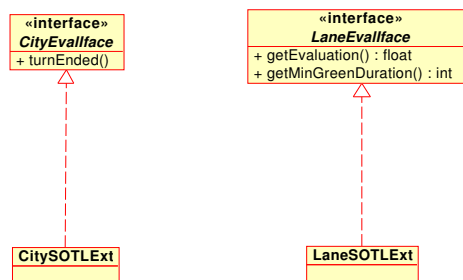 «interface»
CityEvalIface
+ turnEnded()
«interface»
LaneEvalIface
+ getEvaluation() : float
+ getMinGreenDuration() : int
CitySOTLExt
LaneSOTLExt